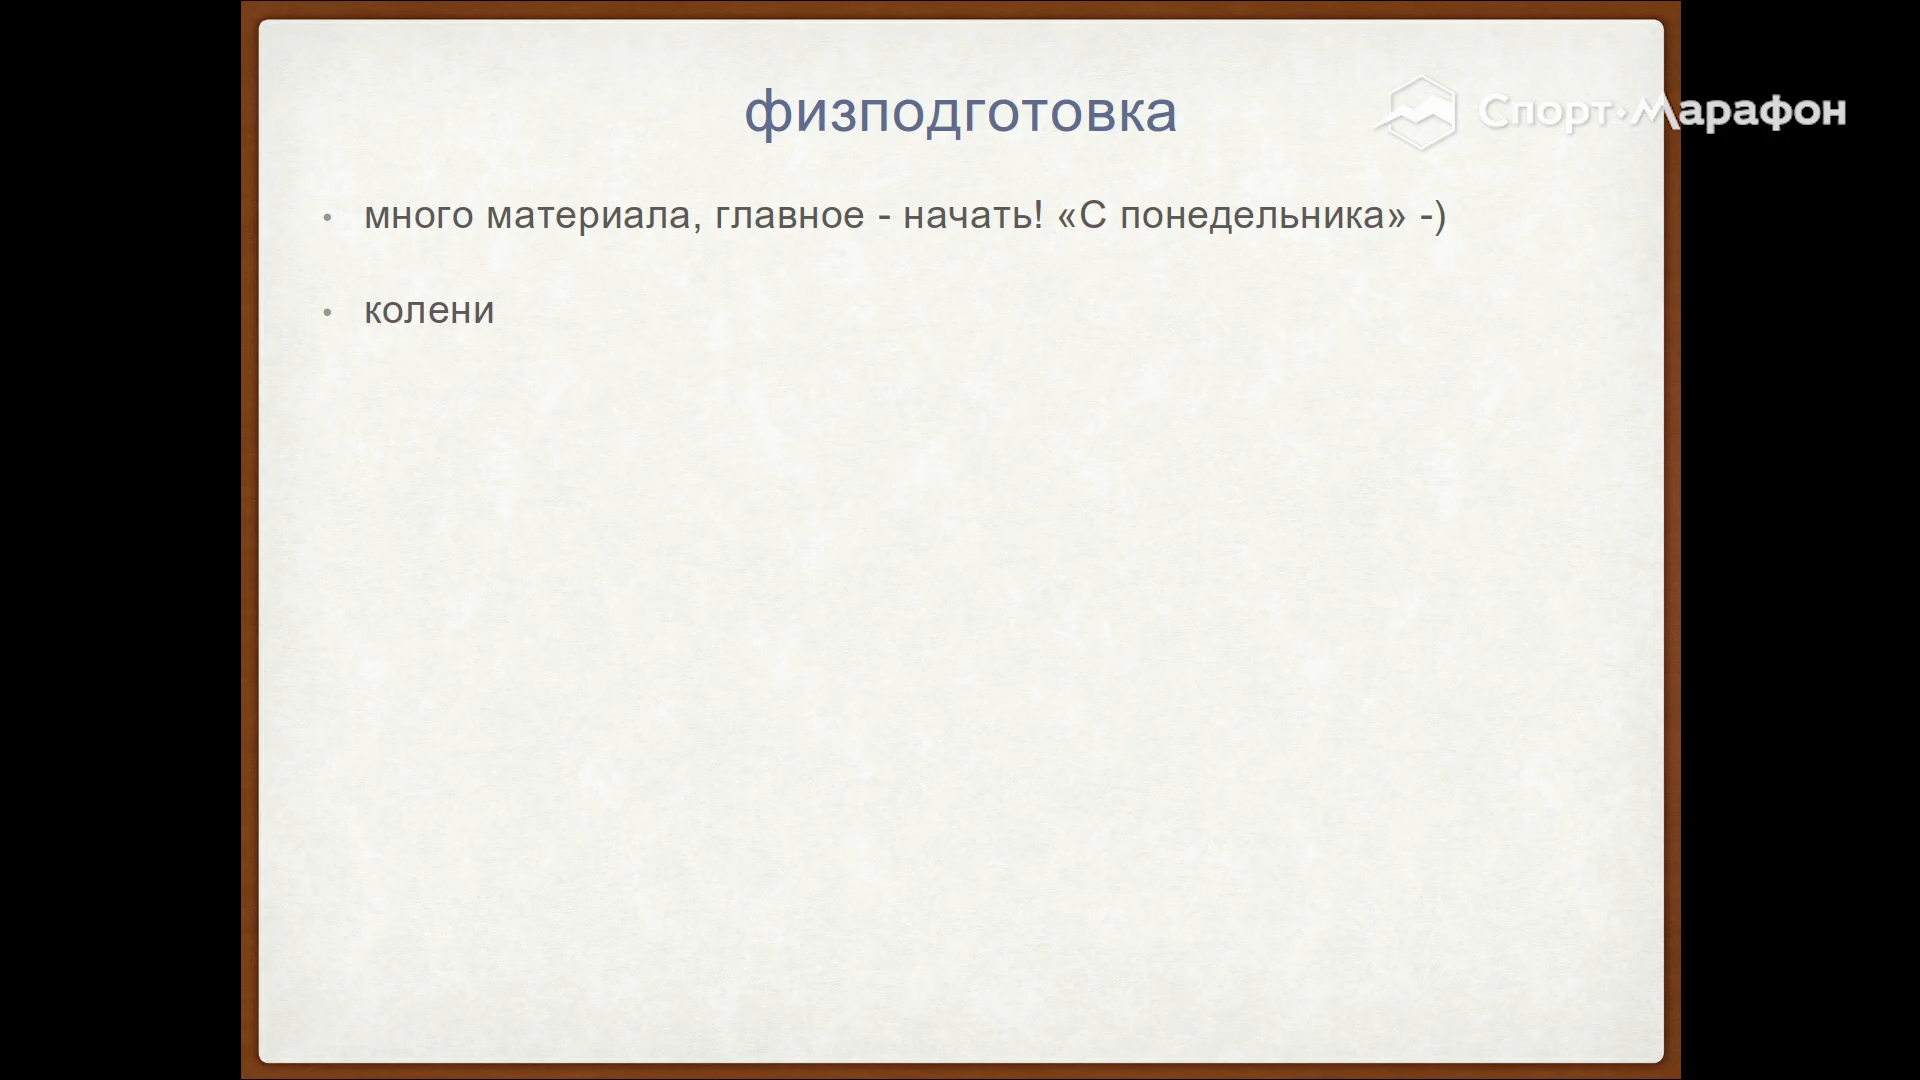 физподготовка
Спорт·Марафон
• много материала, главное - начать! «С понедельника» -)
• колени